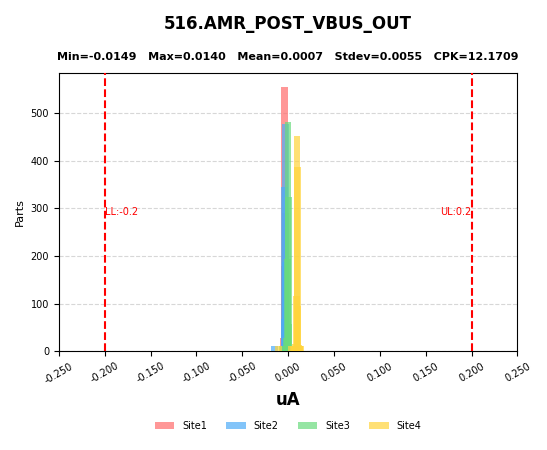 516.AMR_POST_VBUS_OUT
Min=-0.0149 Max=0.0140 Mean=0.0007 Stdev=0.0055 CPK=12.1709
Parts
500
400
300
200
100
0
LL:-0.2
UL:0.2
-0.250 -0.200 -0.150 -0.100 -0.050 0.000 0.050 0.100 0.150 0.200 0.250
uA
Site1 Site2 Site3 Site4